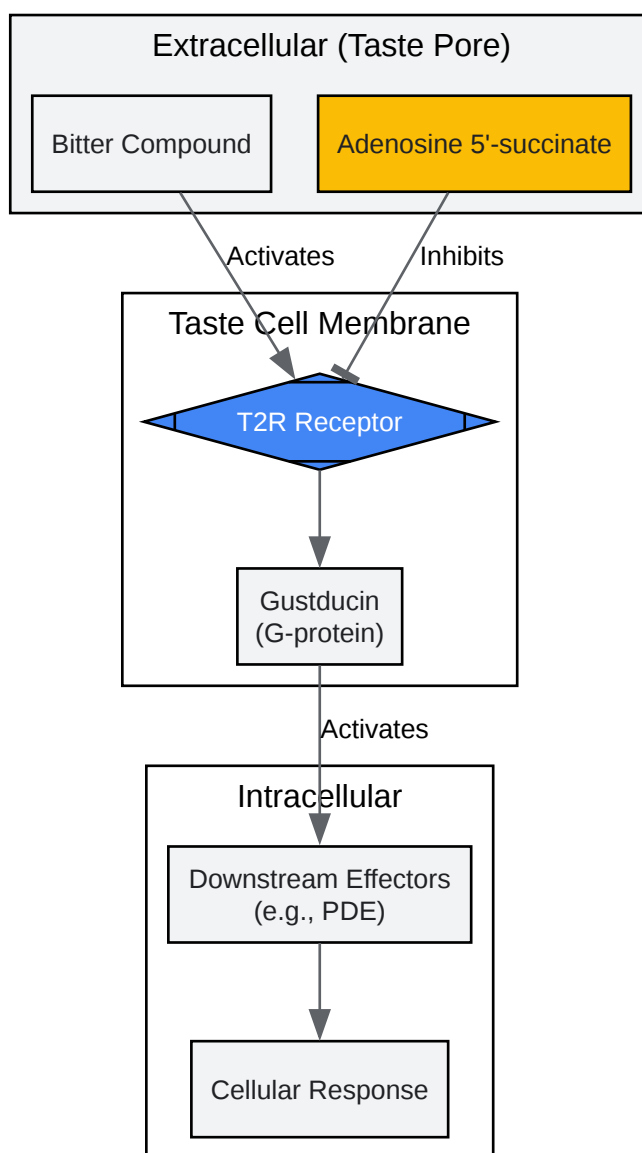 Extracellular (Taste Pore)
Bitter Compound
Adenosine 5'-succinate
Activates
Inhibits
Taste Cell Membrane
T2R Receptor
Gustducin
(G-protein)
Activates
Intracellular
Downstream Effectors
(e.g., PDE)
Cellular Response